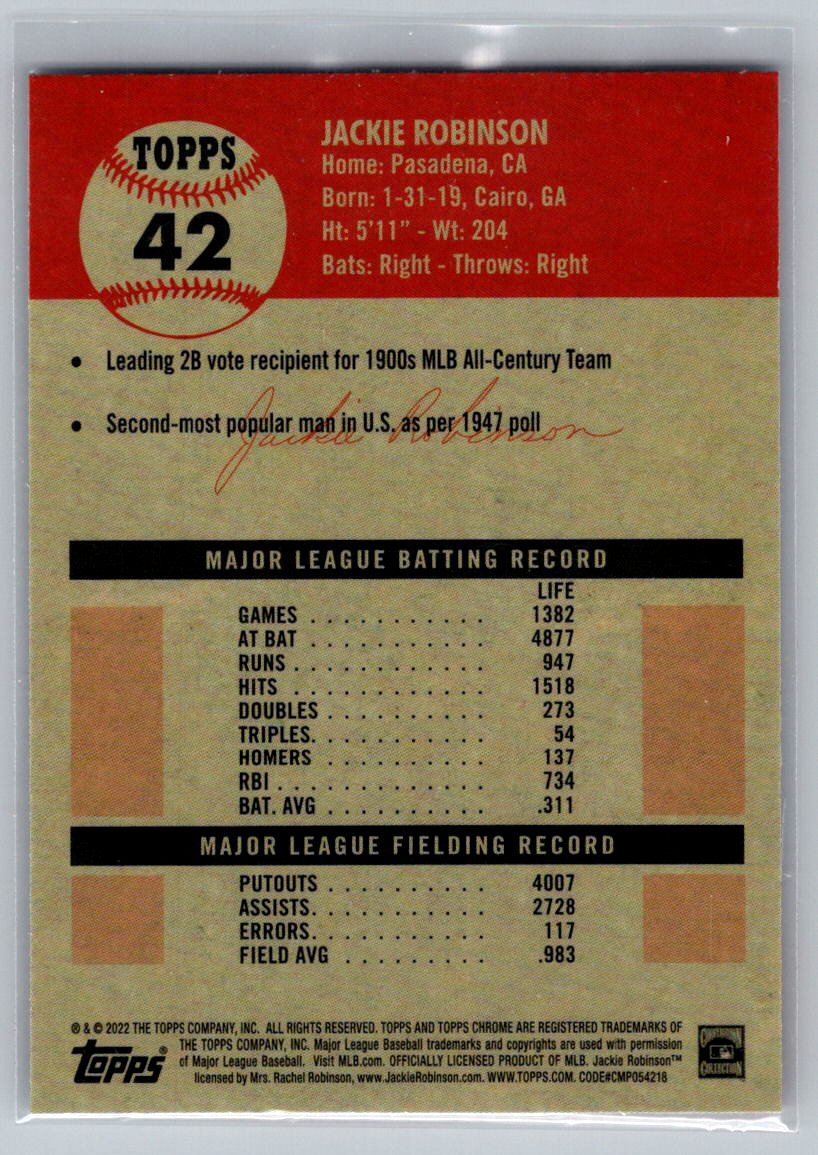 TOPPS
42
JACKIE ROBINSON
Home: Pasadena, CA
Born: 1-31-19, Cairo, GA
Ht: 5'11" - Wt: 204
Bats: Right - Throws: Right
• Leading 2B vote recipient for 1900s MLB All-Century Team
• Second-most popular man in U.S. as per 1947 poll
Jackie Robinson
MAJOR LEAGUE BATTING RECORD
LIFE
GAMES . . . . . . . . . . . 1382
AT BAT . . . . . . . . . . . 4877
RUNS . . . . . . . . . . . . 947
HITS . . . . . . . . . . . . 1518
DOUBLES . . . . . . . . . . 273
TRIPLES. . . . . . . . . . . 54
HOMERS . . . . . . . . . . 137
RBI . . . . . . . . . . . . . 734
BAT. AVG . . . . . . . . . . .311
MAJOR LEAGUE FIELDING RECORD
PUTOUTS . . . . . . . . . . 4007
ASSISTS. . . . . . . . . . . 2728
ERRORS. . . . . . . . . . . 117
FIELD AVG . . . . . . . . . .983
® & © 2022 THE TOPPS COMPANY, INC. ALL RIGHTS RESERVED. TOPPS AND TOPPS CHROME ARE REGISTERED TRADEMARKS OF
THE TOPPS COMPANY, INC. Major League Baseball trademarks and copyrights are used with permission
of Major League Baseball. Visit MLB.com. OFFICIALLY LICENSED PRODUCT OF MLB. Jackie Robinson™
licensed by Mrs. Rachel Robinson, www.JackieRobinson.com. WWW.TOPPS.COM. CODE#CMP054218
topps®
COOPERSTOWN
COLLECTION